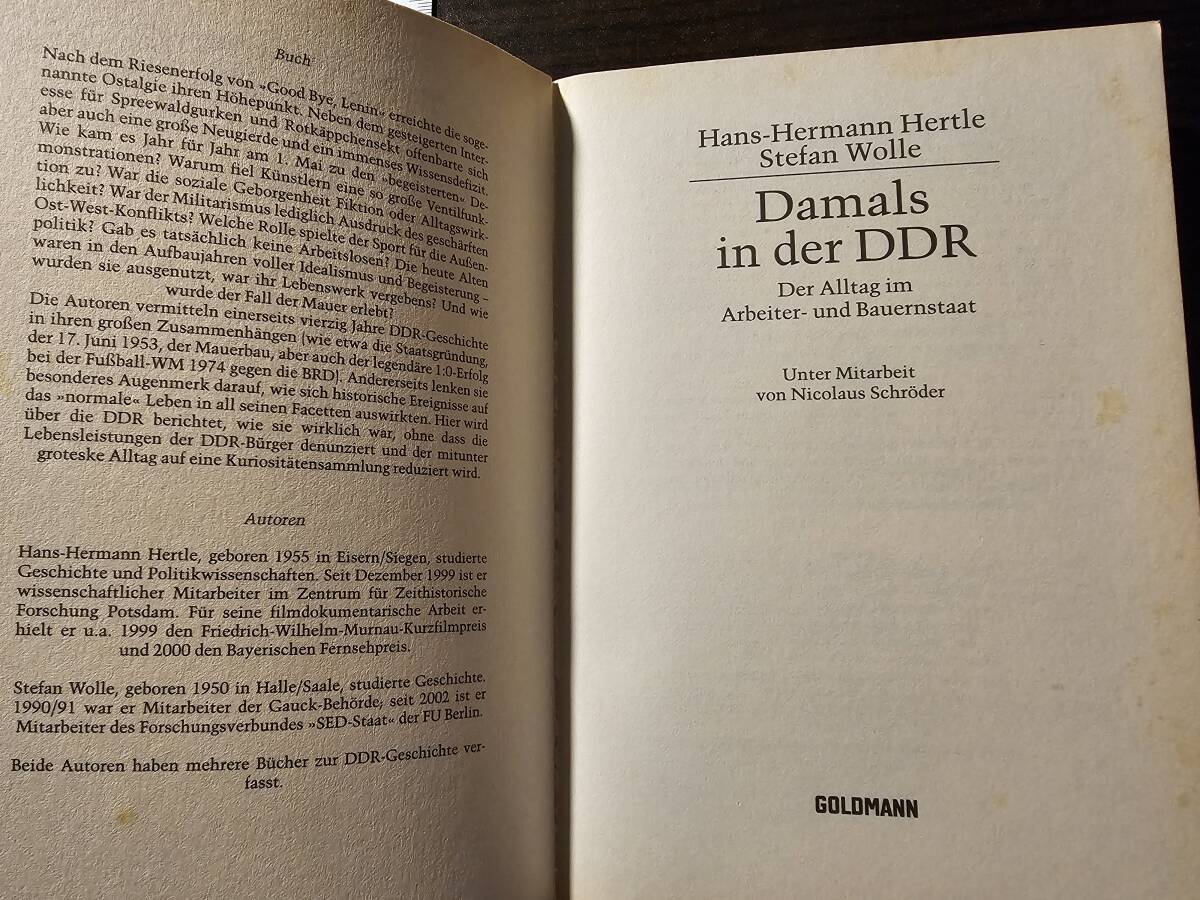 Buch
Nach dem Riesenerfolg von »Good Bye, Lenin« erreichte die soge-
nannte Ostalgie ihren Höhepunkt. Neben dem gesteigerten Inter-
esse für Spreewaldgurken und Rotkäppchensekt offenbarte sich
aber auch eine große Neugierde und ein immenses Wissensdefizit.
Wie kam es Jahr für Jahr am 1. Mai zu den »begeisterten« De-
monstrationen? Warum fiel Künstlern eine so große Ventilfunk-
tion zu? War die soziale Geborgenheit Fiktion oder Alltagswirk-
lichkeit? War der Militarismus lediglich Ausdruck des geschärften
Ost-West-Konflikts? Welche Rolle spielte der Sport für die Außen-
politik? Gab es tatsächlich keine Arbeitslosen? Die heute Alten
waren in den Aufbaujahren voller Idealismus und Begeisterung –
wurden sie ausgenutzt, war ihr Lebenswerk vergebens? Und wie
wurde der Fall der Mauer erlebt?
Die Autoren vermitteln einerseits vierzig Jahre DDR-Geschichte
in ihren großen Zusammenhängen (wie etwa die Staatsgründung,
der 17. Juni 1953, der Mauerbau, aber auch der legendäre 1:0-Erfolg
bei der Fußball-WM 1974 gegen die BRD). Andererseits lenken sie
besonderes Augenmerk darauf, wie sich historische Ereignisse auf
das »normale« Leben in all seinen Facetten auswirkten. Hier wird
über die DDR berichtet, wie sie wirklich war, ohne dass die
Lebensleistungen der DDR-Bürger denunziert und der mitunter
groteske Alltag auf eine Kuriositätensammlung reduziert wird.
Autoren
Hans-Hermann Hertle, geboren 1955 in Eisern/Siegen, studierte
Geschichte und Politikwissenschaften. Seit Dezember 1999 ist er
wissenschaftlicher Mitarbeiter im Zentrum für Zeithistorische
Forschung Potsdam. Für seine filmdokumentarische Arbeit er-
hielt er u.a. 1999 den Friedrich-Wilhelm-Murnau-Kurzfilmpreis
und 2000 den Bayerischen Fernsehpreis.
Stefan Wolle, geboren 1950 in Halle/Saale, studierte Geschichte.
1990/91 war er Mitarbeiter der Gauck-Behörde; seit 2002 ist er
Mitarbeiter des Forschungsverbundes »SED-Staat« der FU Berlin.
Beide Autoren haben mehrere Bücher zur DDR-Geschichte ver-
fasst.
Hans-Hermann Hertle
Stefan Wolle
Damals
in der DDR
Der Alltag im
Arbeiter- und Bauernstaat
Unter Mitarbeit
von Nicolaus Schröder
GOLDMANN